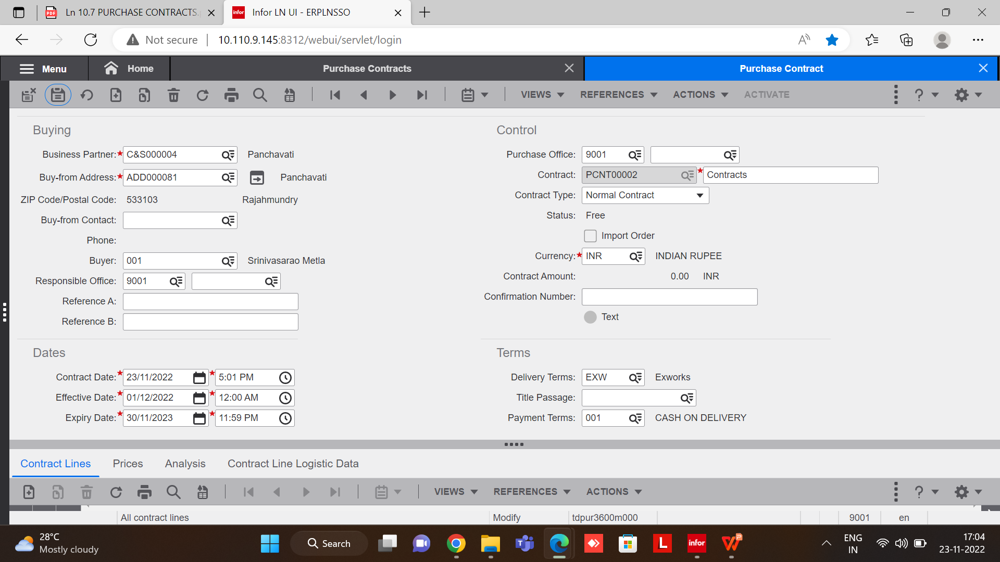 Ln 10.7 PURCHASE CONTRACTS.
infor Infor LN UI - ERPLNSSO
Not secure 10.110.9.145:8312/webui/servlet/login
Menu Home Purchase Contracts Purchase Contract
VIEWS REFERENCES ACTIONS ACTIVATE
Buying
Business Partner:* C&S000004 Panchavati
Buy-from Address:* ADD000081 Panchavati
ZIP Code/Postal Code: 533103 Rajahmundry
Buy-from Contact:
Phone:
Buyer: 001 Srinivasarao Metla
Responsible Office: 9001
Reference A:
Reference B:
Control
Purchase Office: 9001
Contract: PCNT00002 * Contracts
Contract Type: Normal Contract
Status: Free
Import Order
Currency:* INR INDIAN RUPEE
Contract Amount: 0.00 INR
Confirmation Number:
Text
Dates
Contract Date:* 23/11/2022 * 5:01 PM
Effective Date:* 01/12/2022 * 12:00 AM
Expiry Date:* 30/11/2023 * 11:59 PM
Terms
Delivery Terms: EXW Exworks
Title Passage:
Payment Terms: 001 CASH ON DELIVERY
Contract Lines Prices Analysis Contract Line Logistic Data
VIEWS REFERENCES ACTIONS
All contract lines Modify tdpur3600m000 9001 en
28°C
Mostly cloudy
Search
infor
ENG
IN
17:04
23-11-2022